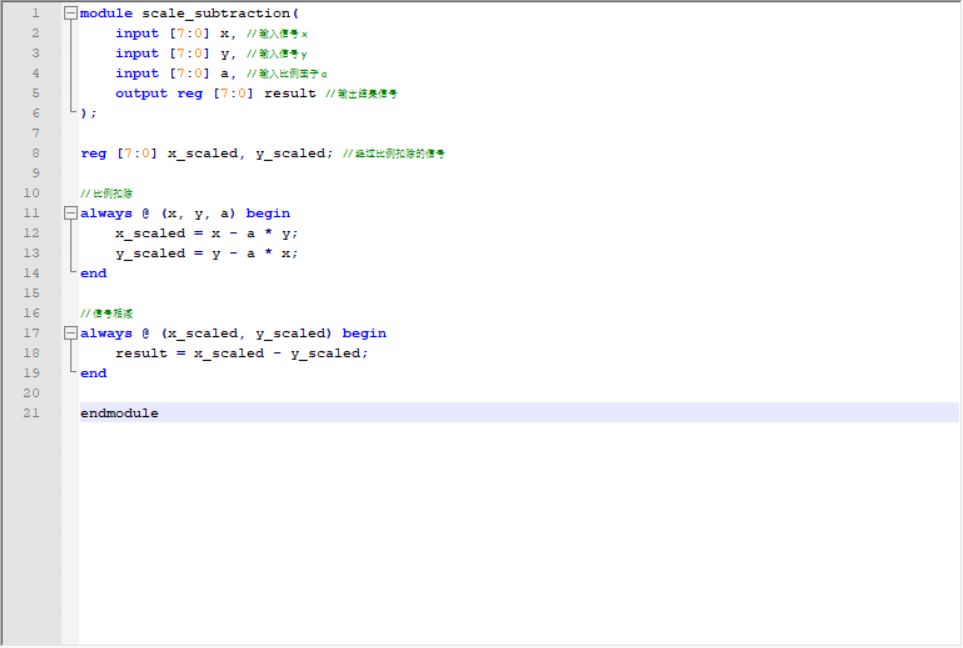 1 module scale_subtraction(
2 input [7:0] x, //输入信号x
3 input [7:0] y, //输入信号y
4 input [7:0] a, //输入比例因子a
5 output reg [7:0] result //输出结果信号
6 );
7
8 reg [7:0] x_scaled, y_scaled; //经过比例扣除的信号
9
10 //比例扣除
11 always @ (x, y, a) begin
12 x_scaled = x - a * y;
13 y_scaled = y - a * x;
14 end
15
16 //信号相减
17 always @ (x_scaled, y_scaled) begin
18 result = x_scaled - y_scaled;
19 end
20
21 endmodule